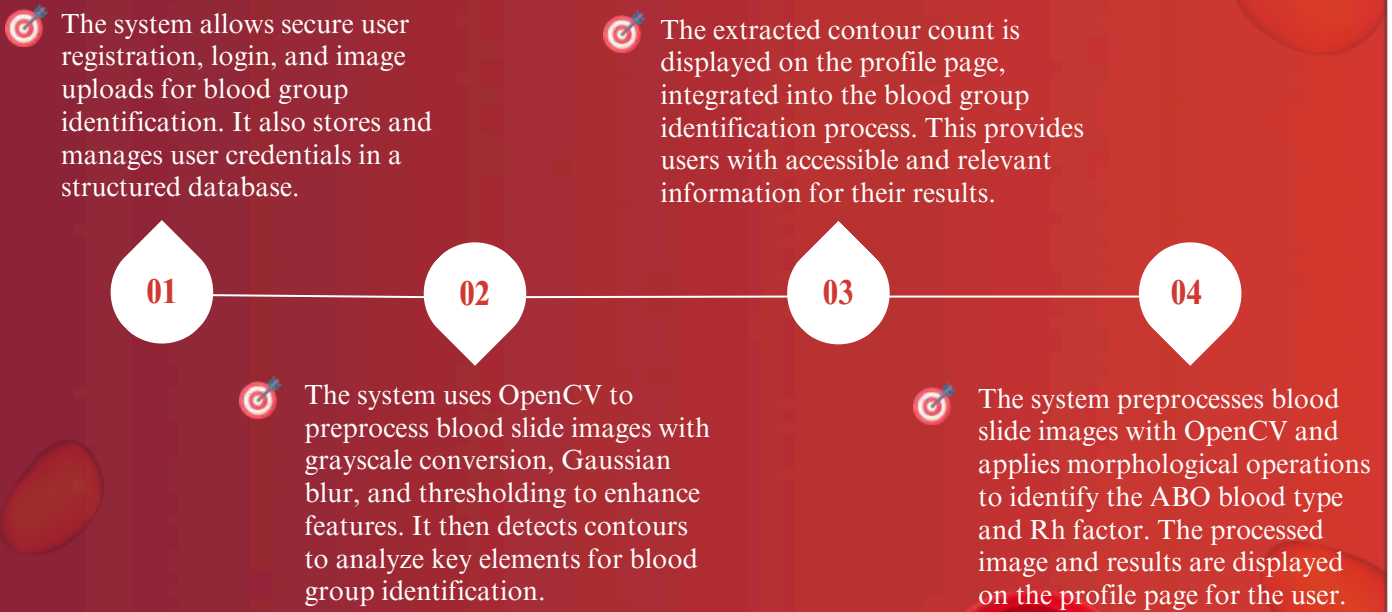 The system allows secure user
registration, login, and image
uploads for blood group
identification. It also stores and
manages user credentials in a
structured database.
The extracted contour count is
displayed on the profile page,
integrated into the blood group
identification process. This provides
users with accessible and relevant
information for their results.
01
02
03
04
The system uses OpenCV to
preprocess blood slide images with
grayscale conversion, Gaussian
blur, and thresholding to enhance
features. It then detects contours
to analyze key elements for blood
group identification.
The system preprocesses blood
slide images with OpenCV and
applies morphological operations
to identify the ABO blood type
and Rh factor. The processed
image and results are displayed
on the profile page for the user.